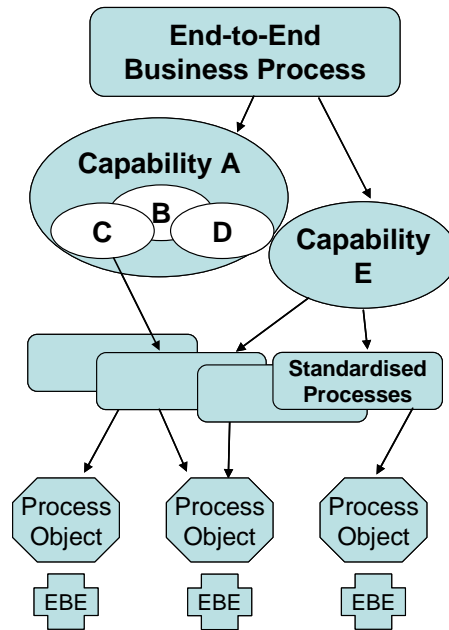 End-to-End
Business Process
Capability A
B
C
D
Capability
E
Standardised
Processes
Process
Object
Process
Object
Process
Object
EBE
EBE
EBE